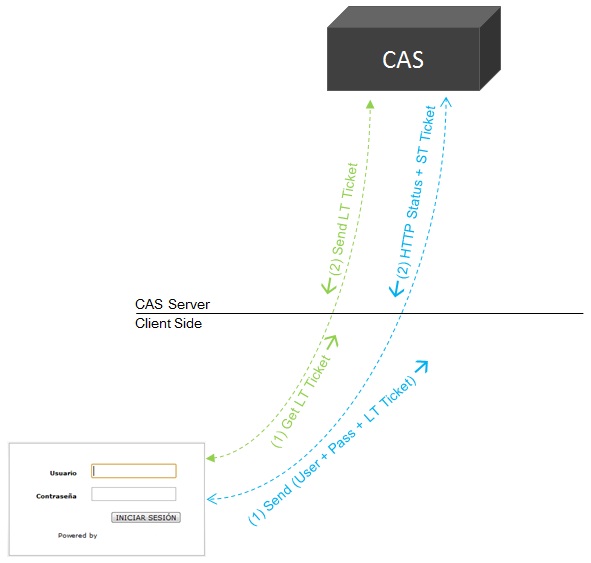 CAS
(2) Send LT Ticket
(2) HTTP Status + ST Ticket
CAS Server
Client Side
(1) Get LT Ticket
(1) Send (User + Pass + LT Ticket)
Usuario
Contraseña
INICIAR SESIÓN
Powered by